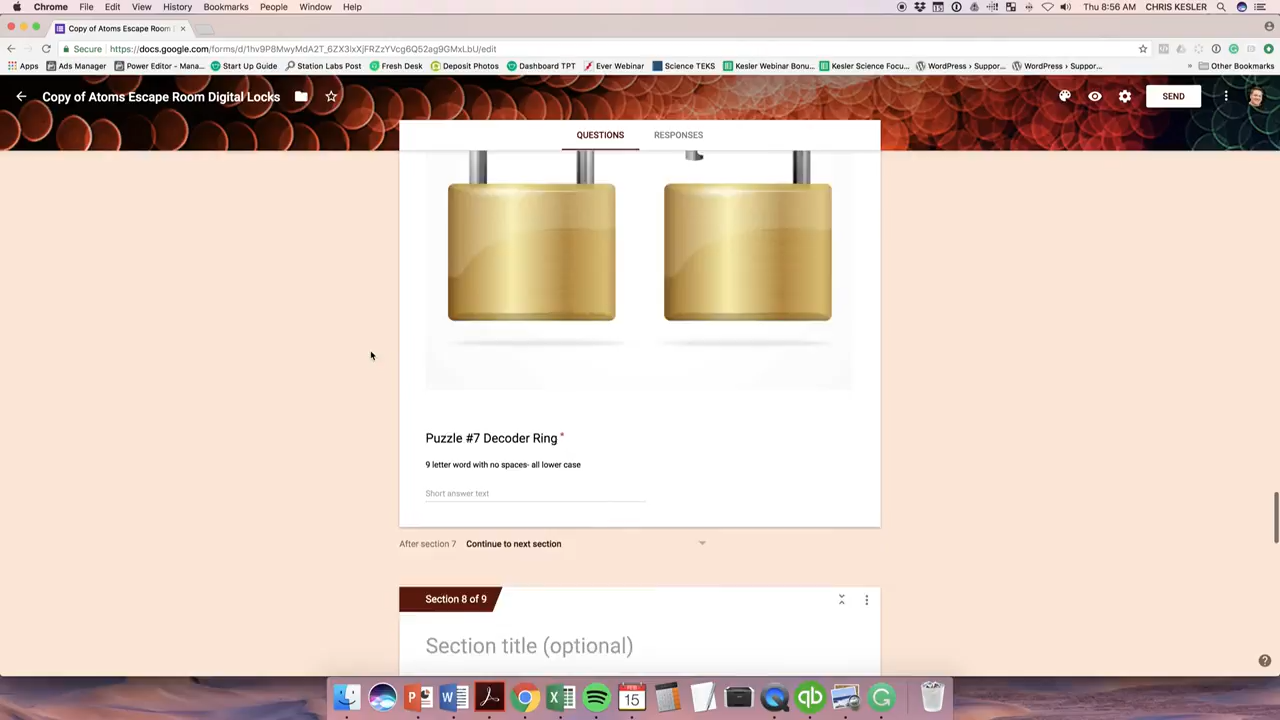 Chrome File Edit View History Bookmarks People Window Help Thu 8:56 AM CHRIS KESLER
Copy of Atoms Escape Room
Secure https://docs.google.com/forms/d/1hv9P8MwyMdA2T_6ZX3lxXjFRZzYVcg6Q52ag9GMxLbU/edit
Apps Ads Manager Power Editor - Mana... Start Up Guide Station Labs Post Fresh Desk Deposit Photos Dashboard TPT Ever Webinar Science TEKS Kesler Webinar Bonu... Kesler Science Focu... WordPress › Suppor... WordPress › Suppor... » Other Bookmarks
Copy of Atoms Escape Room Digital Locks SEND
QUESTIONS RESPONSES
Puzzle #7 Decoder Ring *
9 letter word with no spaces- all lower case
Short answer text
After section 7 Continue to next section
Section 8 of 9
Section title (optional)
FEB
15